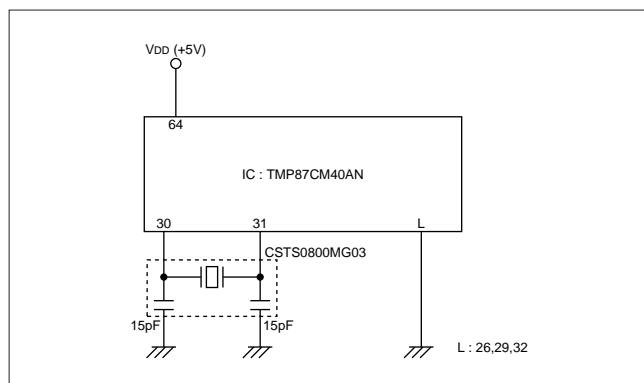 VDD (+5V)
64
IC : TMP87CM40AN
30 31 L
CSTS0800MG03
15pF 15pF
L : 26,29,32